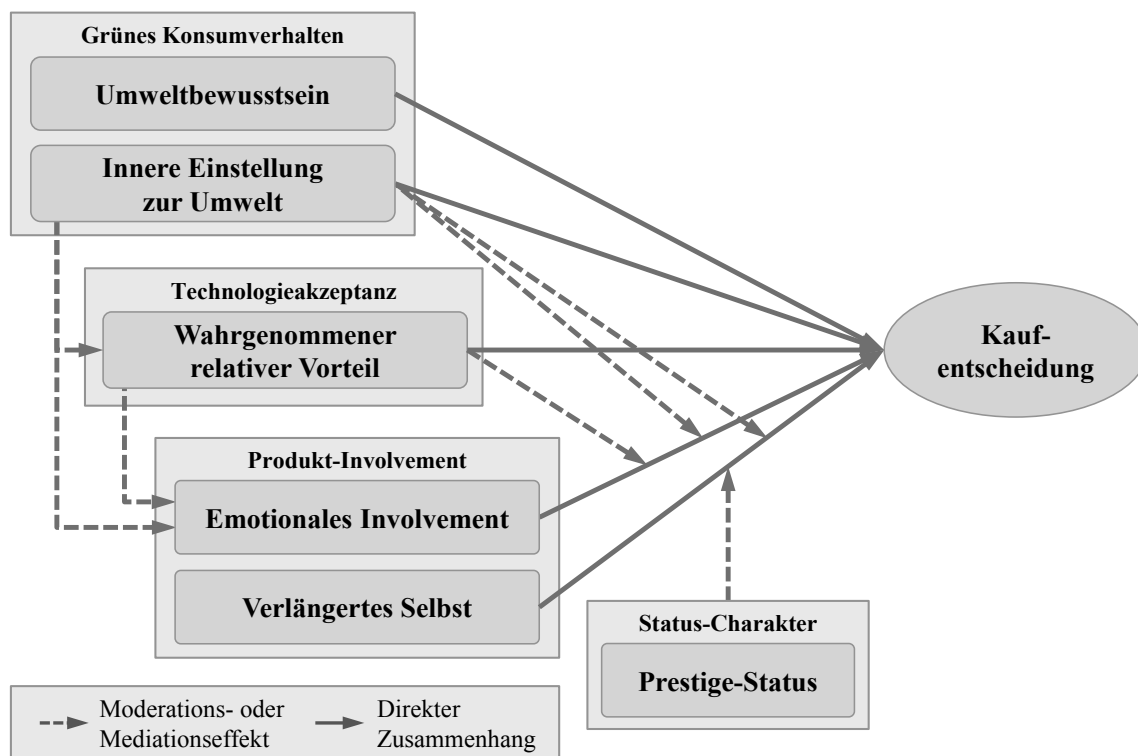 Grünes Konsumverhalten
Umweltbewusstsein
Innere Einstellung
zur Umwelt
Technologieakzeptanz
Wahrgenommener
relativer Vorteil
Kauf-
entscheidung
Produkt-Involvement
Emotionales Involvement
Verlängertes Selbst
Status-Charakter
Prestige-Status
Moderations- oder
Mediationseffekt
Direkter
Zusammenhang